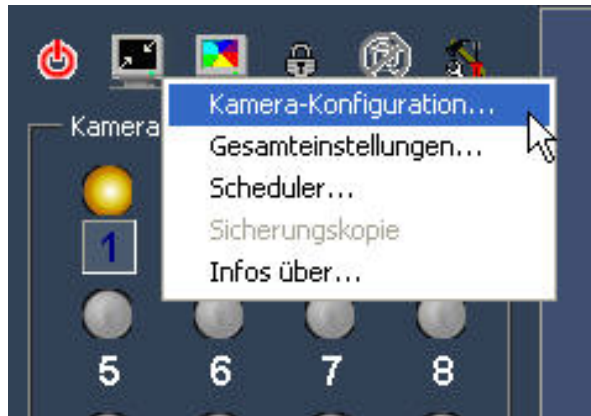 Kamera
Kamera-Konfiguration...
Gesamteinstellungen...
Scheduler...
Sicherungskopie
Infos über...
1
5 6 7 8